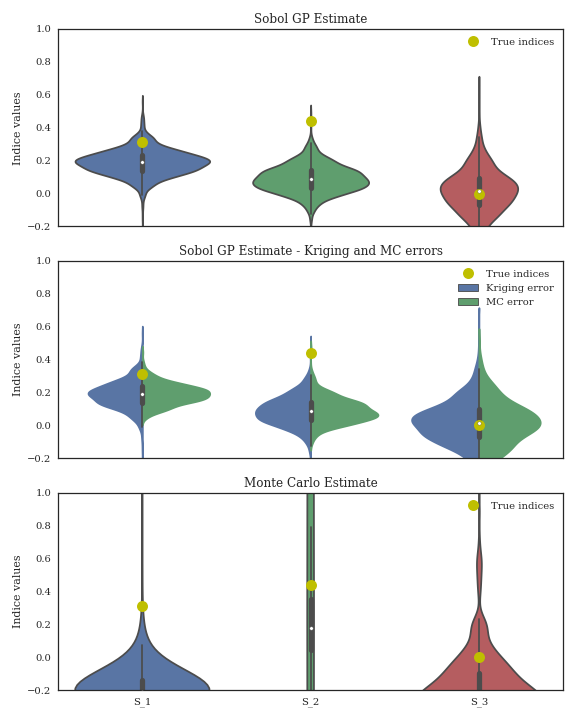 Sobol GP Estimate
1.0
0.8
0.6
0.4
0.2
0.0
−0.2
Indice values
True indices
Sobol GP Estimate - Kriging and MC errors
1.0
0.8
0.6
0.4
0.2
0.0
−0.2
Indice values
True indices
Kriging error
MC error
Monte Carlo Estimate
1.0
0.8
0.6
0.4
0.2
0.0
−0.2
Indice values
True indices
S_1 S_2 S_3